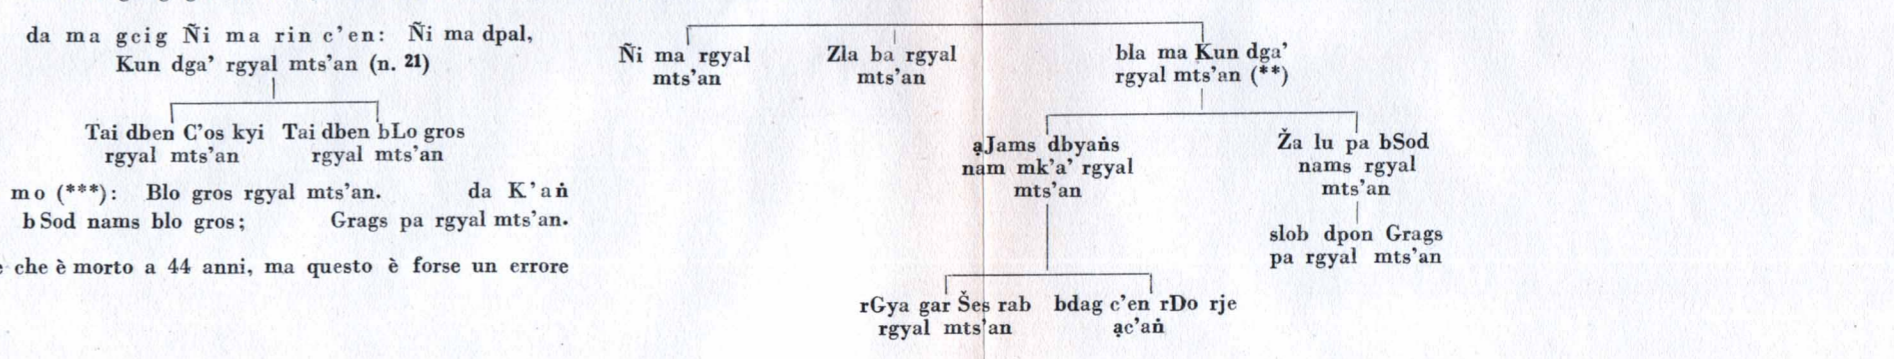 da ma gcig Ñi ma rin c’en: Ñi ma dpal,
Kun dga’ rgyal mts’an (n. 21)
Tai dben C’os kyi Tai dben bLo gros
rgyal mts’an rgyal mts’an
mo (***): Blo gros rgyal mts’an. da K’aṅ
bSod nams blo gros; Grags pa rgyal mts’an.
che è morto a 44 anni, ma questo è forse un errore
Ñi ma rgyal Zla ba rgyal bla ma Kun dga’
mts’an mts’an rgyal mts’an (**)
ạJams dbyaṅs Ža lu pa bSod
nam mk’a’ rgyal nams rgyal
mts’an mts’an
slob dpon Grags
pa rgyal mts’an
rGya gar Šes rab bdag c’en rDo rje
rgyal mts’an ạc’aṅ